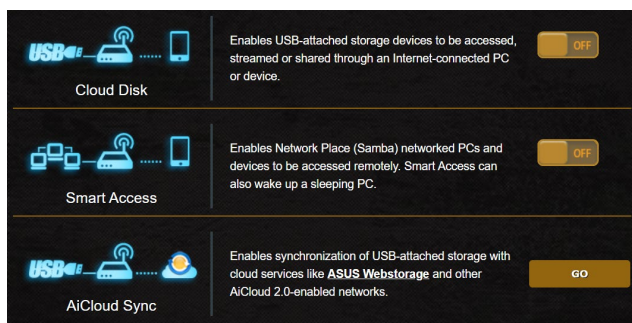 USB
Cloud Disk
Enables USB-attached storage devices to be accessed,
streamed or shared through an Internet-connected PC
or device.
OFF
Smart Access
Enables Network Place (Samba) networked PCs and
devices to be accessed remotely. Smart Access can
also wake up a sleeping PC.
OFF
USB
AiCloud Sync
Enables synchronization of USB-attached storage with
cloud services like ASUS Webstorage and other
AiCloud 2.0-enabled networks.
GO